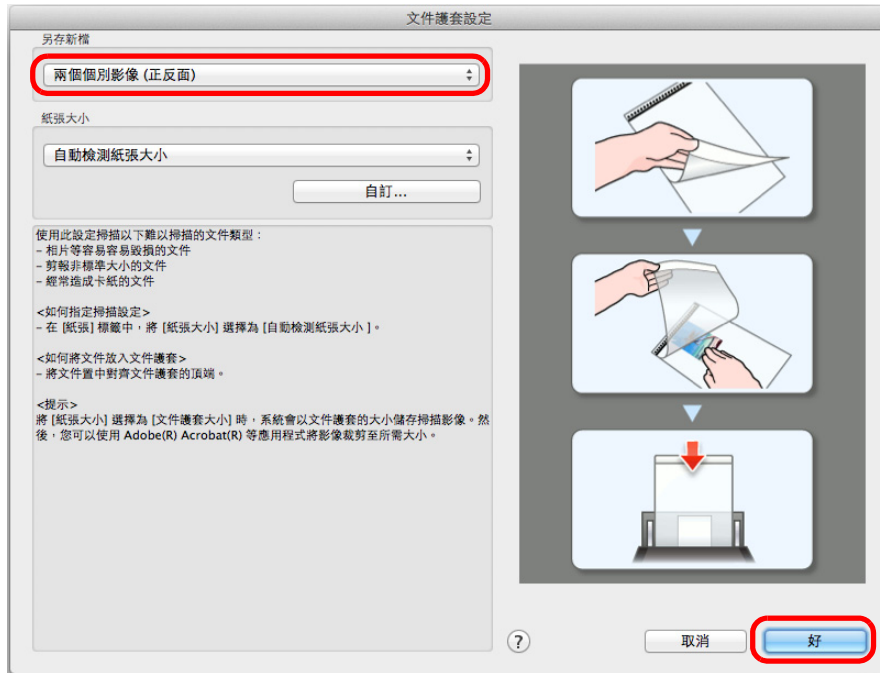 文件護套設定
另存新檔
兩個個別影像 (正反面)
紙張大小
自動檢測紙張大小
自訂...
使用此設定掃描以下難以掃描的文件類型：
– 相片等容易容易毀損的文件
– 剪報非標準大小的文件
– 經常造成卡紙的文件
<如何指定掃描設定>
– 在 [紙張] 標籤中，將 [紙張大小] 選擇為 [自動檢測紙張大小 ]。
<如何將文件放入文件護套>
– 將文件置中對齊文件護套的頂端。
<提示>
將 [紙張大小] 選擇為 [文件護套大小] 時，系統會以文件護套的大小儲存掃描影像。然
後，您可以使用 Adobe(R) Acrobat(R) 等應用程式將影像裁剪至所需大小。
?
取消
好